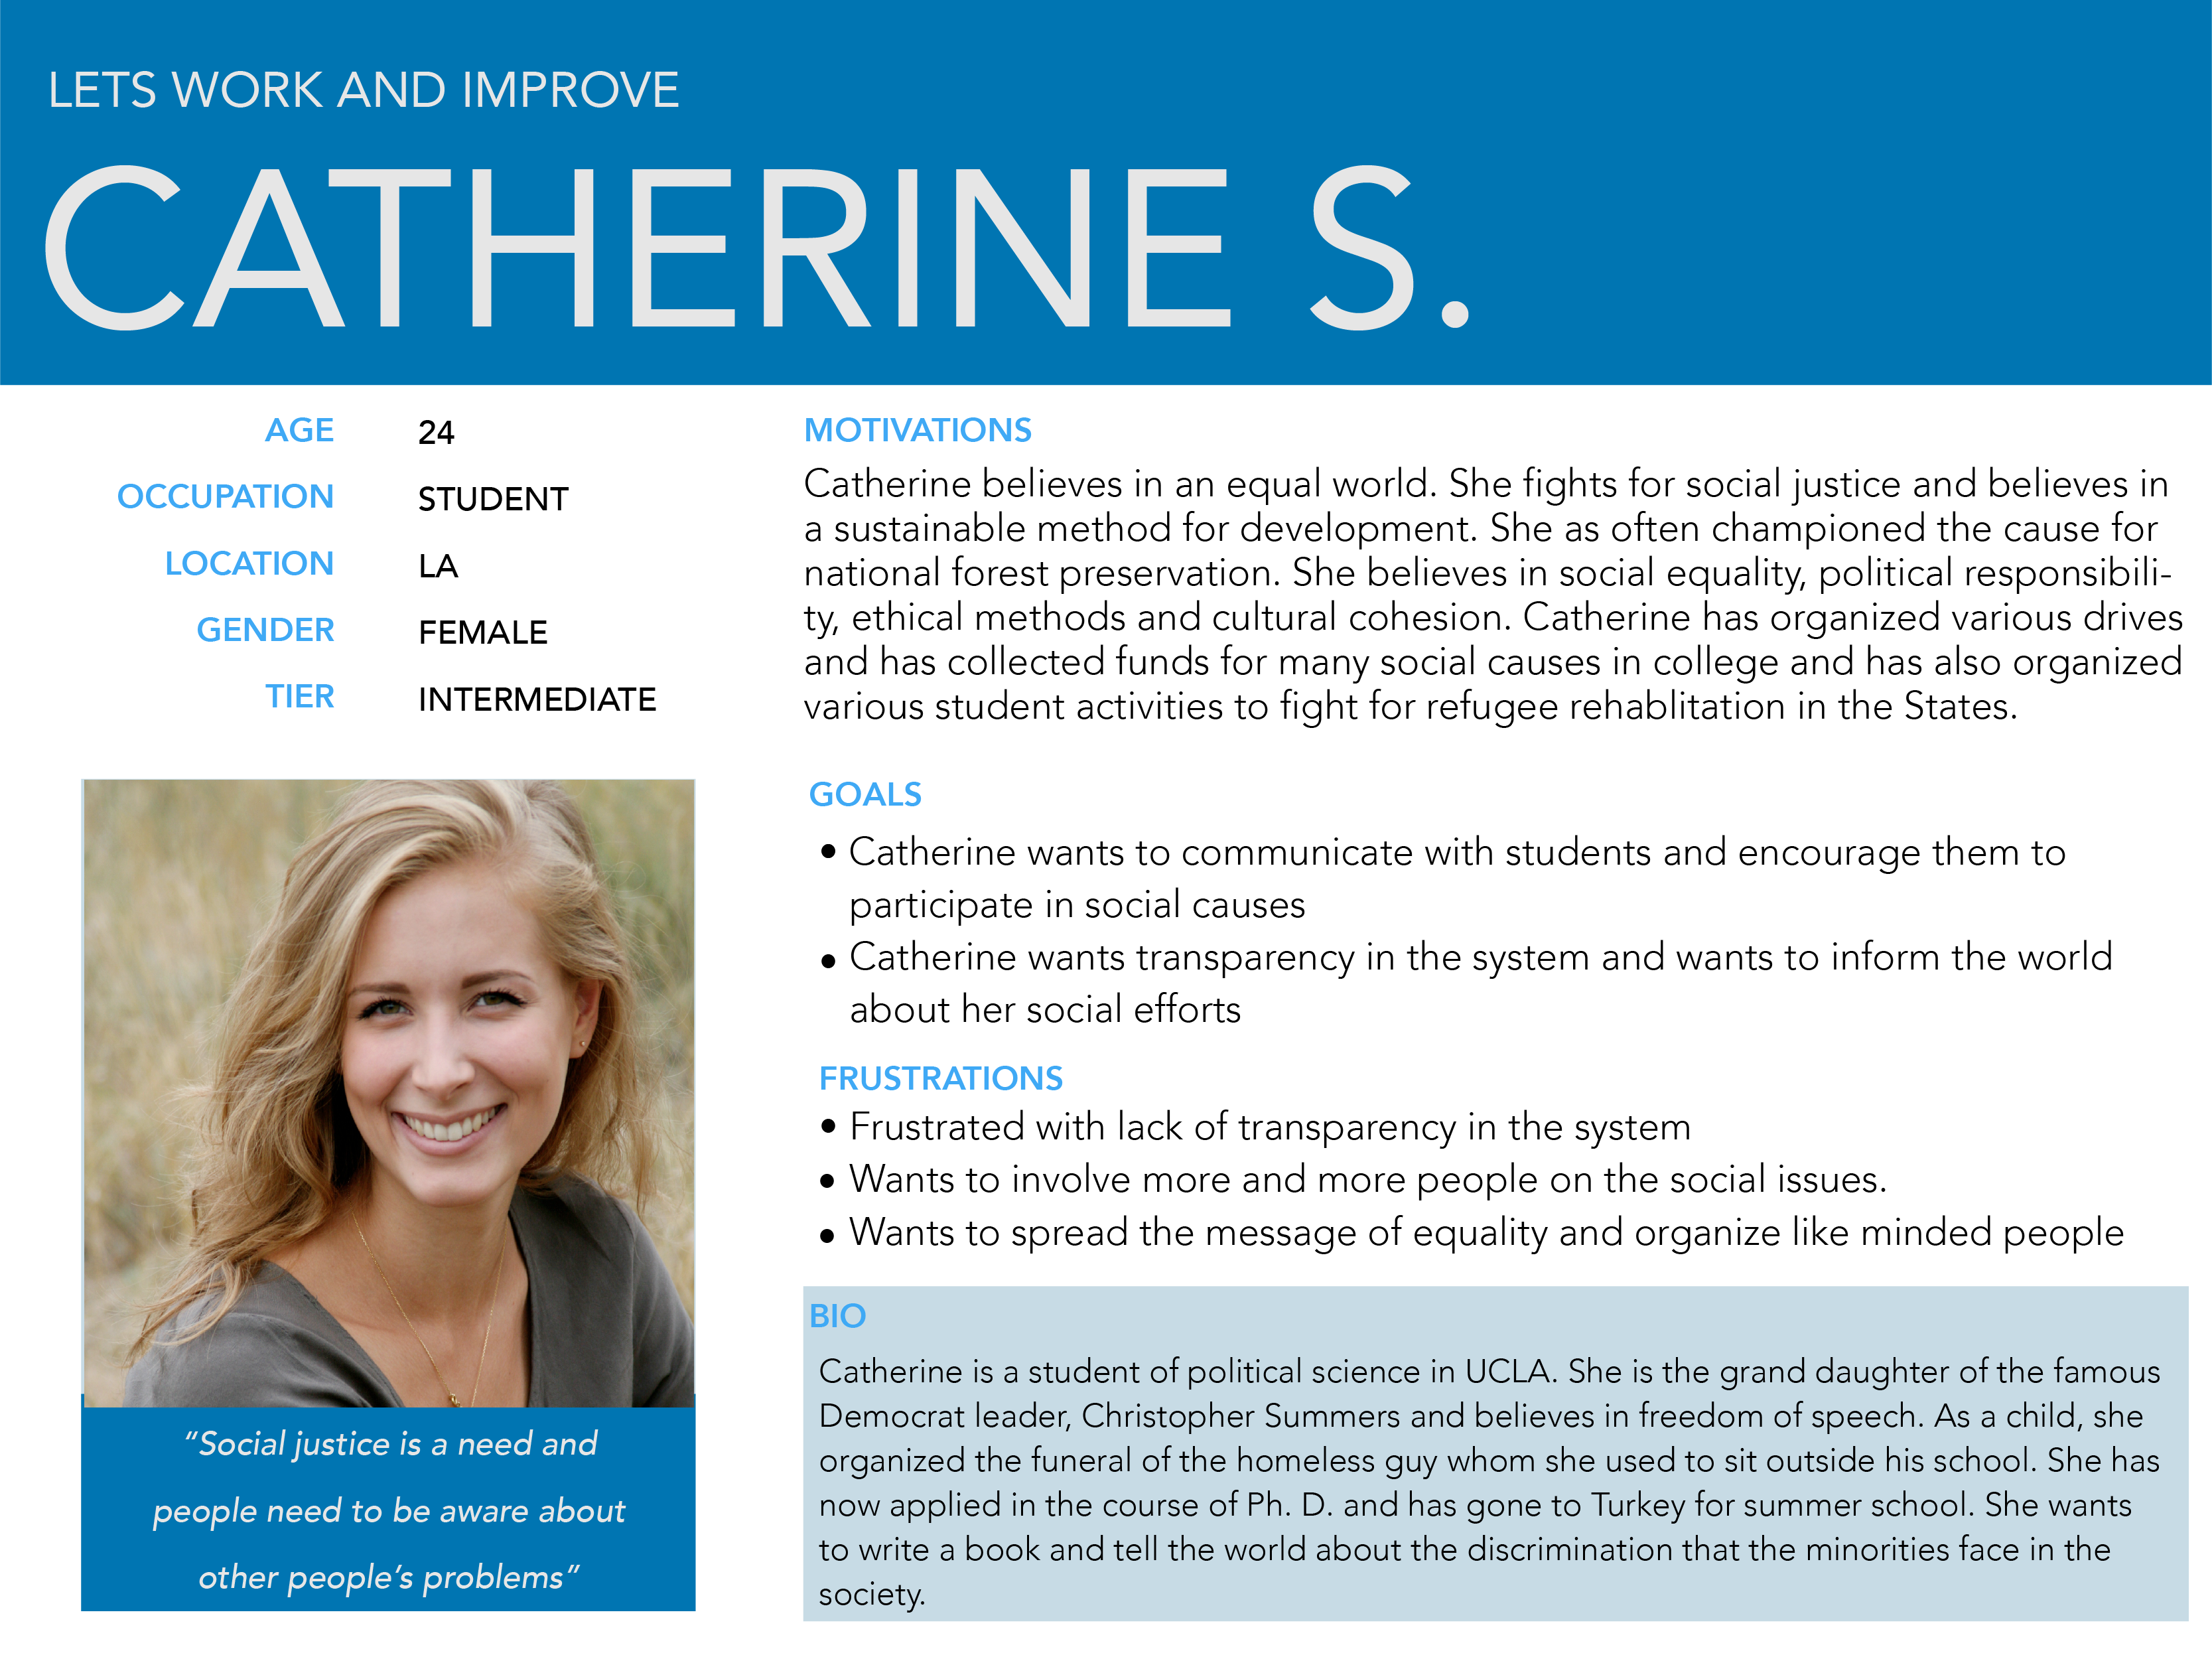 LETS WORK AND IMPROVE
CATHERINE S.
AGE 24
OCCUPATION STUDENT
LOCATION LA
GENDER FEMALE
TIER INTERMEDIATE
“Social justice is a need and
people need to be aware about
other people’s problems”
MOTIVATIONS
Catherine believes in an equal world. She fights for social justice and believes in
a sustainable method for development. She as often championed the cause for
national forest preservation. She believes in social equality, political responsibili-
ty, ethical methods and cultural cohesion. Catherine has organized various drives
and has collected funds for many social causes in college and has also organized
various student activities to fight for refugee rehablitation in the States.
GOALS
• Catherine wants to communicate with students and encourage them to
participate in social causes
• Catherine wants transparency in the system and wants to inform the world
about her social efforts
FRUSTRATIONS
• Frustrated with lack of transparency in the system
• Wants to involve more and more people on the social issues.
• Wants to spread the message of equality and organize like minded people
BIO
Catherine is a student of political science in UCLA. She is the grand daughter of the famous
Democrat leader, Christopher Summers and believes in freedom of speech. As a child, she
organized the funeral of the homeless guy whom she used to sit outside his school. She has
now applied in the course of Ph. D. and has gone to Turkey for summer school. She wants
to write a book and tell the world about the discrimination that the minorities face in the
society.